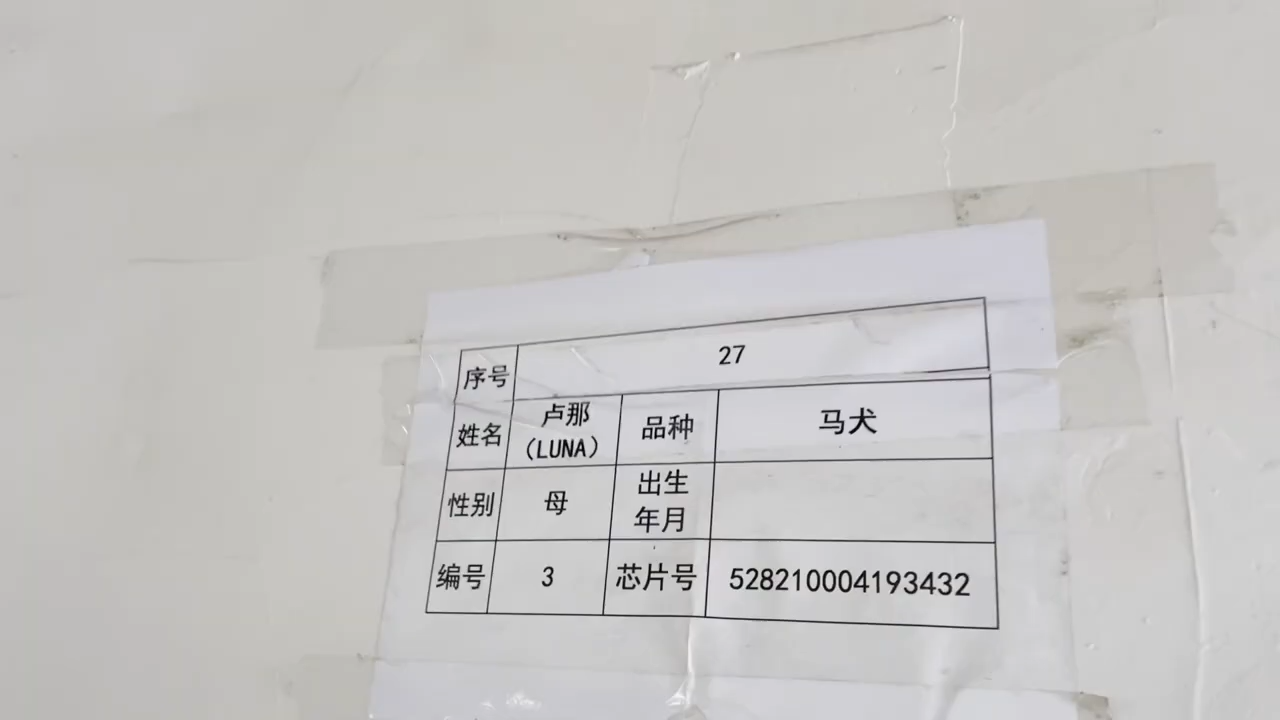 序号 27
姓名 卢那 (LUNA) 品种 马犬
性别 母 出生年月
编号 3 芯片号 528210004193432